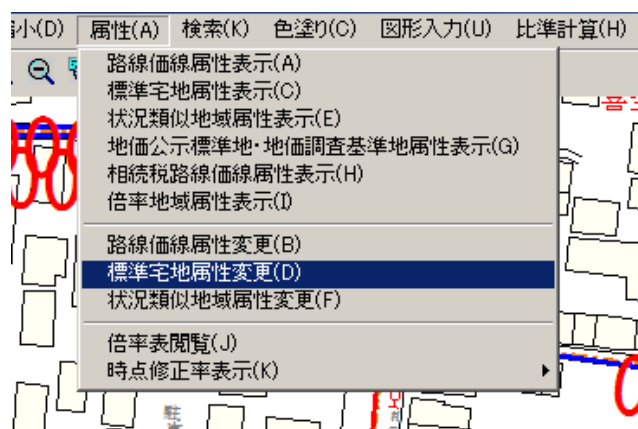 小(D) 属性(A) 検索(K) 色塗り(C) 図形入力(U) 比準計算(H)
路線価線属性表示(A)
標準宅地属性表示(C)
状況類似地域属性表示(E)
地価公示標準地・地価調査基準地属性表示(G)
相続税路線価線属性表示(H)
倍率地域属性表示(I)
路線価線属性変更(B)
標準宅地属性変更(D)
状況類似地域属性変更(F)
倍率表閲覧(J)
時点修正率表示(K)
駐